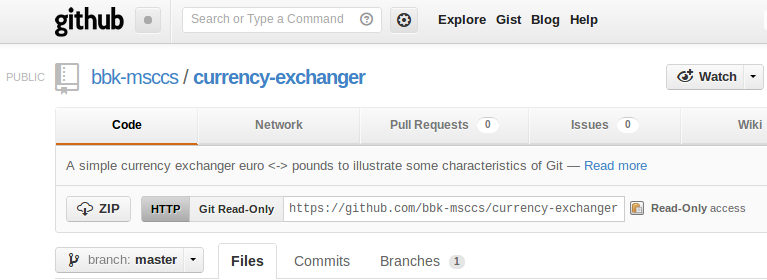 github Search or Type a Command Explore Gist Blog Help
PUBLIC bbk-msccs / currency-exchanger Watch
Code Network Pull Requests 0 Issues 0 Wiki
A simple currency exchanger euro <-> pounds to illustrate some characteristics of Git — Read more
ZIP HTTP Git Read-Only https://github.com/bbk-msccs/currency-exchanger Read-Only access
branch: master Files Commits Branches 1